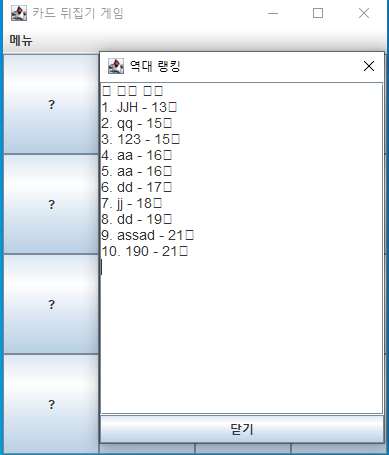 카드 뒤집기 게임
메뉴
역대 랭킹
1. JJH - 13
2. qq - 15
3. 123 - 15
4. aa - 16
5. aa - 16
6. dd - 17
7. jj - 18
8. dd - 19
9. assad - 21
10. 190 - 21
?
?
?
?
닫기